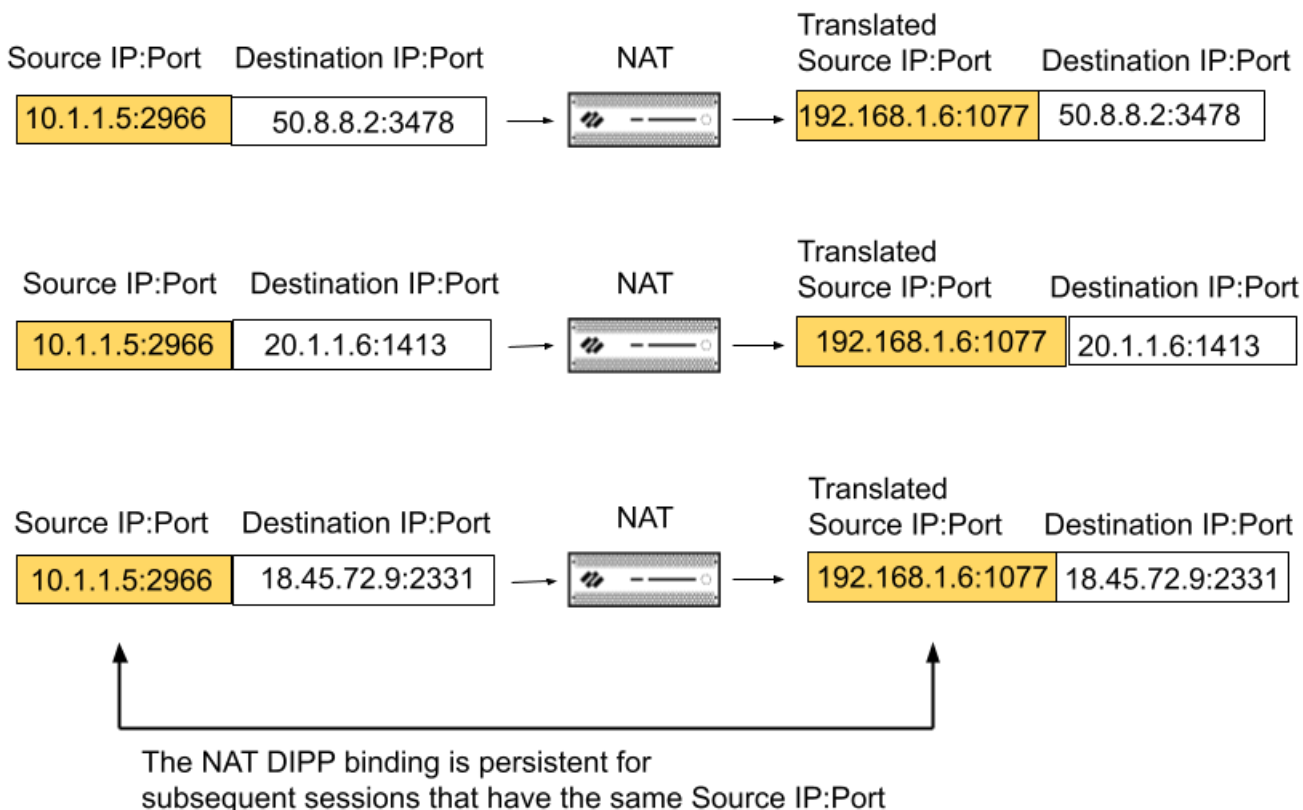 Translated
Source IP:Port Destination IP:Port NAT Source IP:Port Destination IP:Port
10.1.1.5:2966 50.8.8.2:3478 192.168.1.6:1077 50.8.8.2:3478
Translated
Source IP:Port Destination IP:Port NAT Source IP:Port Destination IP:Port
10.1.1.5:2966 20.1.1.6:1413 192.168.1.6:1077 20.1.1.6:1413
Translated
Source IP:Port Destination IP:Port NAT Source IP:Port Destination IP:Port
10.1.1.5:2966 18.45.72.9:2331 192.168.1.6:1077 18.45.72.9:2331
The NAT DIPP binding is persistent for
subsequent sessions that have the same Source IP:Port